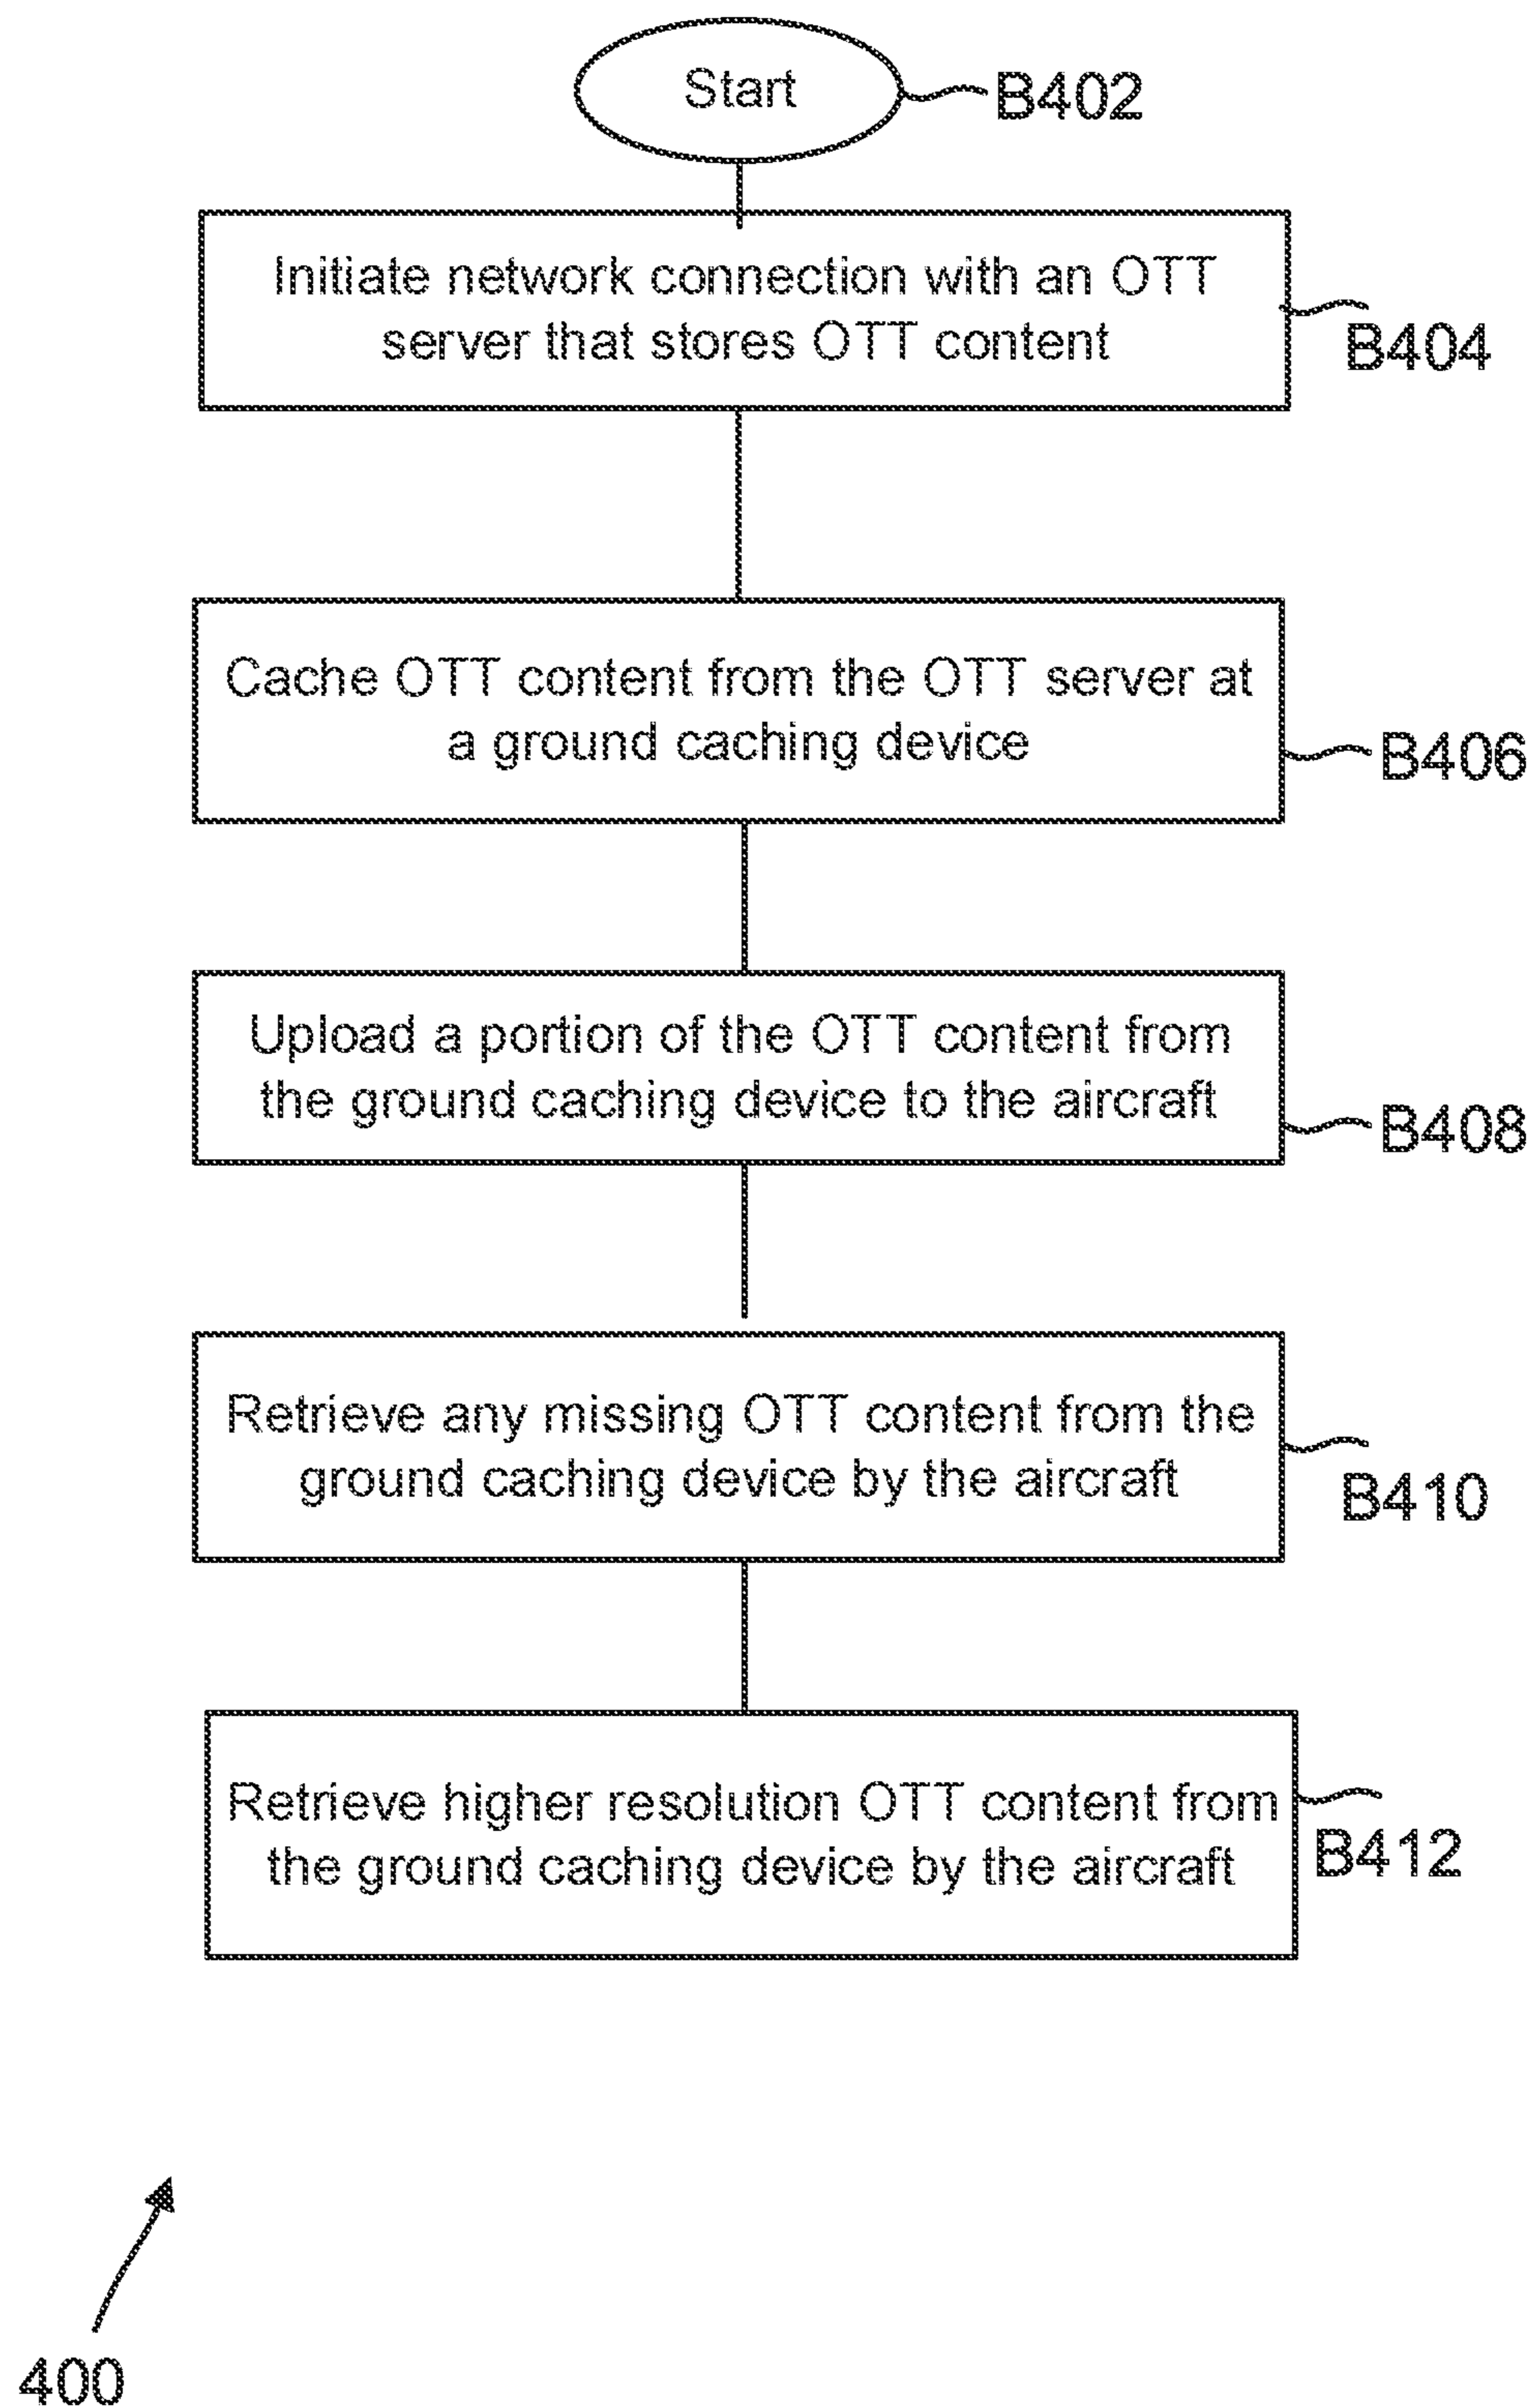 Start
B402
Initiate network connection with an OTT
server that stores OTT content
B404
Cache OTT content from the OTT server at
a ground caching device
B406
Upload a portion of the OTT content from
the ground caching device to the aircraft
B408
Retrieve any missing OTT content from the
ground caching device by the aircraft
B410
Retrieve higher resolution OTT content from
the ground caching device by the aircraft
B412
400